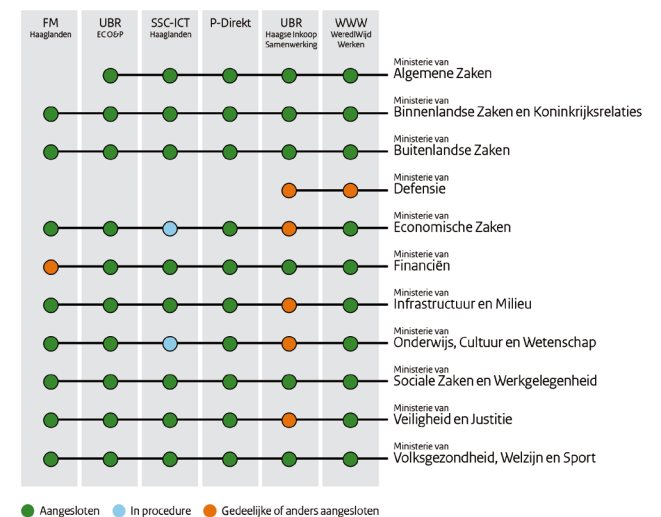 FM
Haaglanden
UBR
EC O&P
SSC-ICT
Haaglanden
P-Direkt
UBR
Haagse Inkoop
Samenwerking
WWW
WeredlWijd
Werken
Ministerie van
Algemene Zaken
Ministerie van
Binnenlandse Zaken en Koninkrijksrelaties
Ministerie van
Buitenlandse Zaken
Ministerie van
Defensie
Ministerie van
Economische Zaken
Ministerie van
Financiën
Ministerie van
Infrastructuur en Milieu
Ministerie van
Onderwijs, Cultuur en Wetenschap
Ministerie van
Sociale Zaken en Werkgelegenheid
Ministerie van
Veiligheid en Justitie
Ministerie van
Volksgezondheid, Welzijn en Sport
Aangesloten
In procedure
Gedeelijke of anders aangesloten